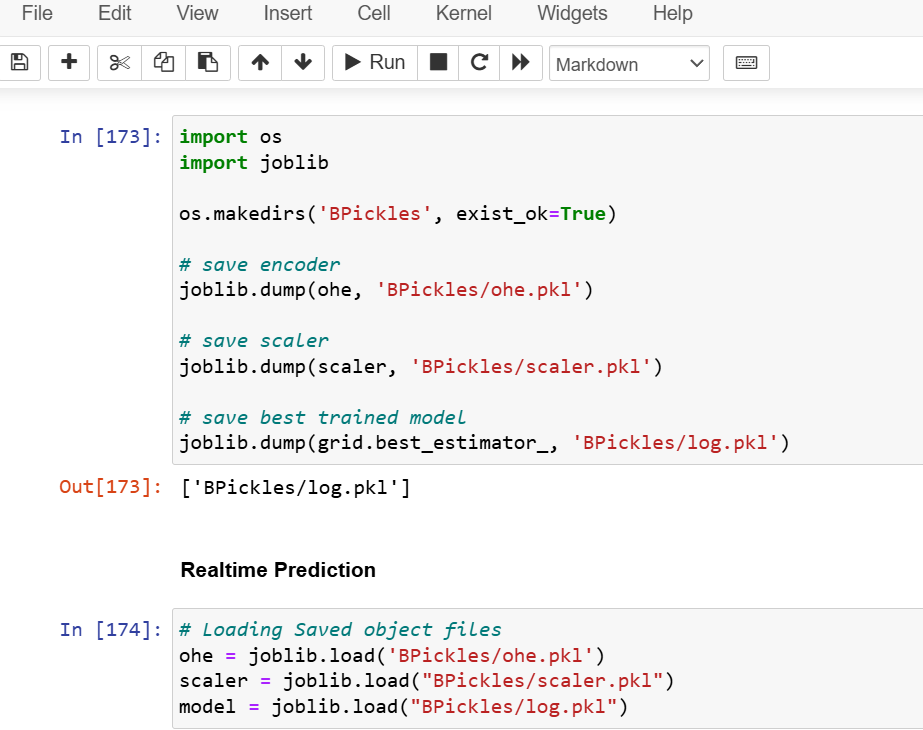 File Edit View Insert Cell Kernel Widgets Help
Run Markdown
In [173]:
import os
import joblib
os.makedirs('BPickles', exist_ok=True)
# save encoder
joblib.dump(ohe, 'BPickles/ohe.pkl')
# save scaler
joblib.dump(scaler, 'BPickles/scaler.pkl')
# save best trained model
joblib.dump(grid.best_estimator_, 'BPickles/log.pkl')
Out[173]: ['BPickles/log.pkl']
Realtime Prediction
In [174]:
# Loading Saved object files
ohe = joblib.load('BPickles/ohe.pkl')
scaler = joblib.load("BPickles/scaler.pkl")
model = joblib.load("BPickles/log.pkl")